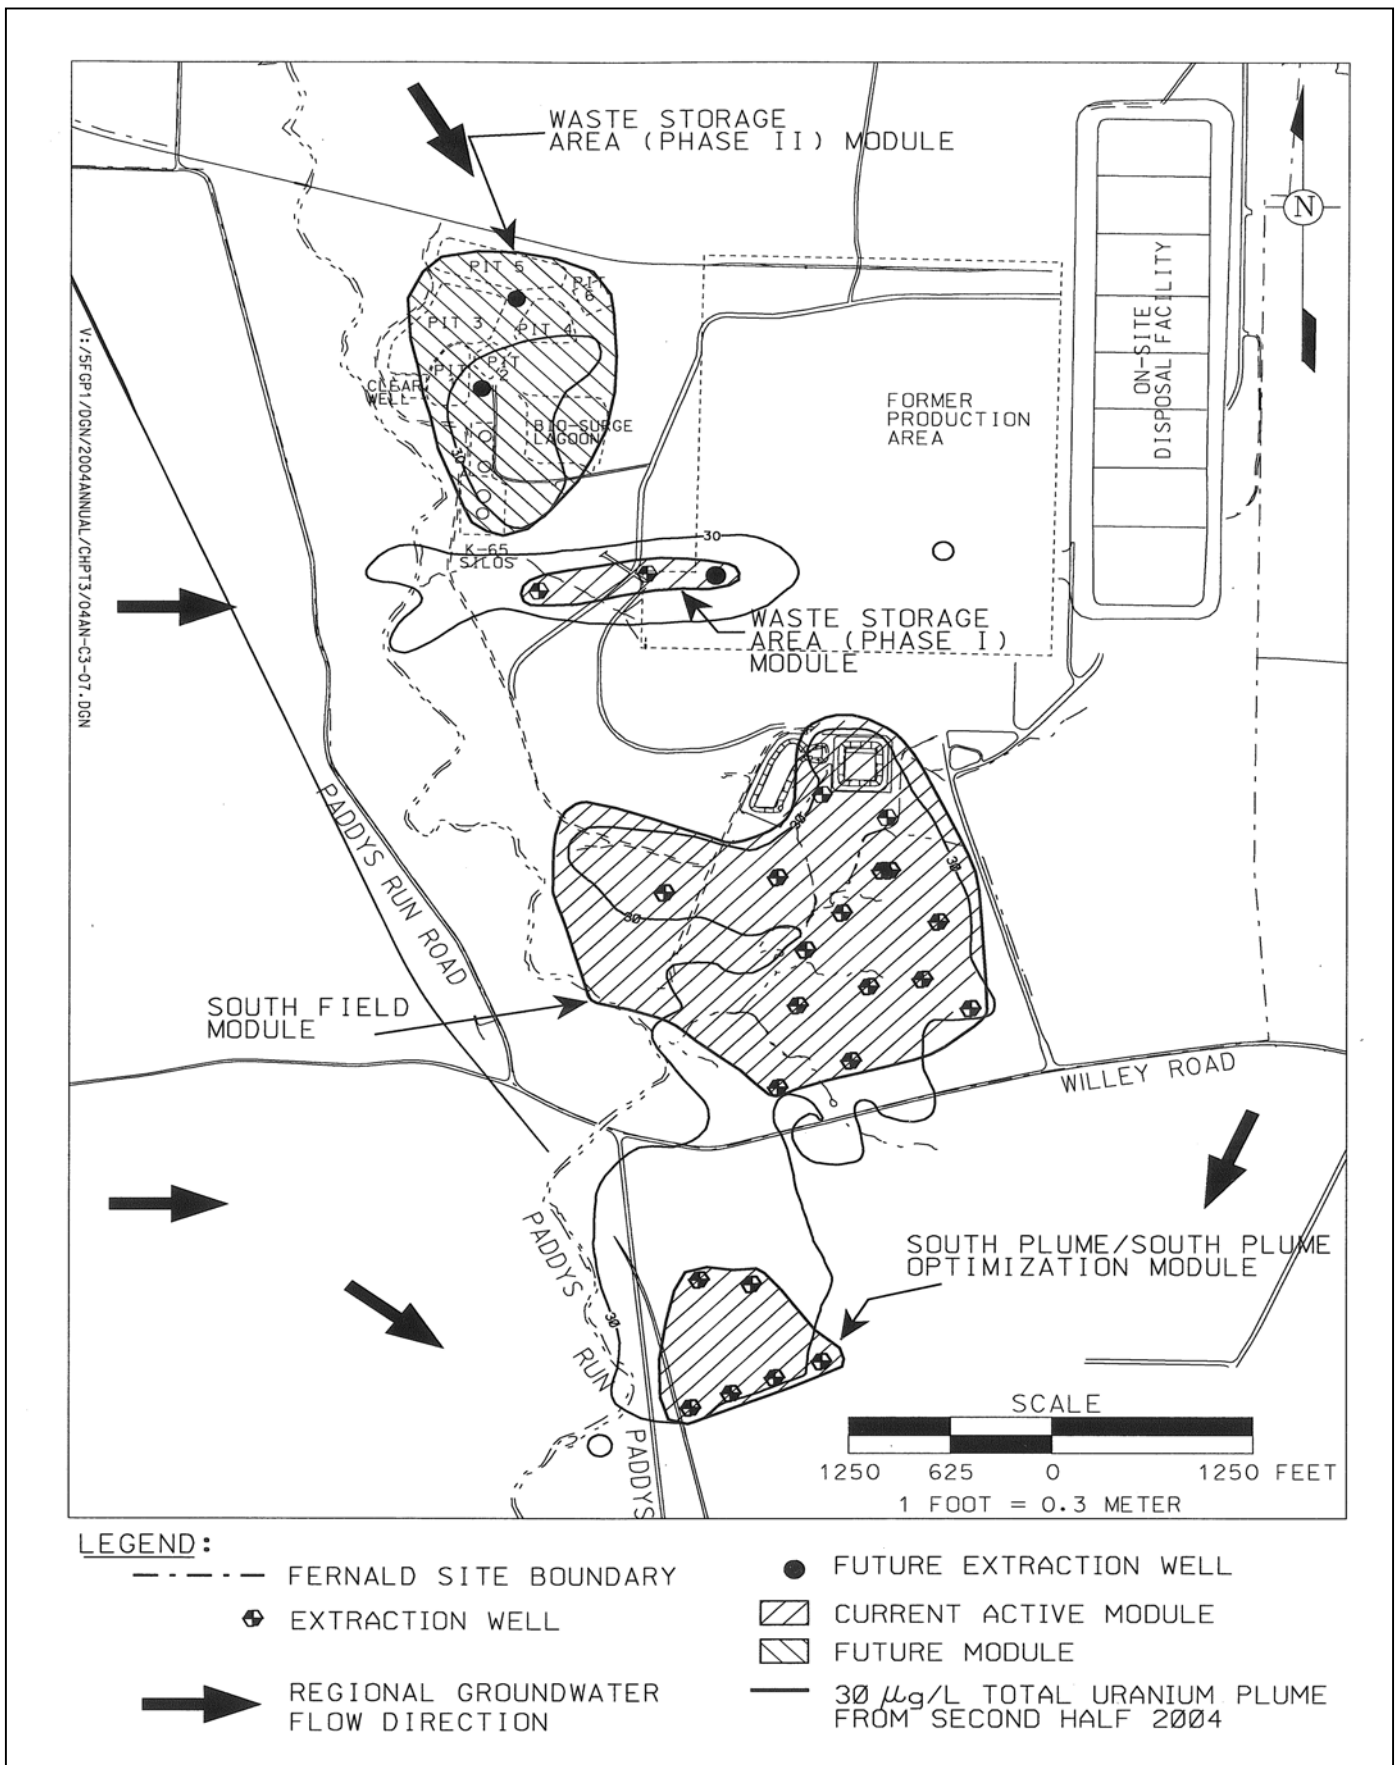 WASTE STORAGE
AREA (PHASE II) MODULE
N
PIT 5
PIT
6
PIT 3
PIT 4
PIT
2
PIT
CLEAR
WELL
BIO-SURGE
LAGOON
30
K-65
SILOS
30
FORMER
PRODUCTION
AREA
ON-SITE
DISPOSAL FACILITY
WASTE STORAGE
AREA (PHASE I)
MODULE
V:/5FGP1/DGN/2004ANNUAL/CHPT3/04AN-C3-07.DGN
PADDYS RUN ROAD
30
30
30
SOUTH FIELD
MODULE
WILLEY ROAD
PADDYS
RUN
30
SOUTH PLUME/SOUTH PLUME
OPTIMIZATION MODULE
PADDYS
SCALE
1250 625 0 1250 FEET
1 FOOT = 0.3 METER
LEGEND:
FERNALD SITE BOUNDARY
EXTRACTION WELL
REGIONAL GROUNDWATER
FLOW DIRECTION
FUTURE EXTRACTION WELL
CURRENT ACTIVE MODULE
FUTURE MODULE
30 µg/L TOTAL URANIUM PLUME
FROM SECOND HALF 2004